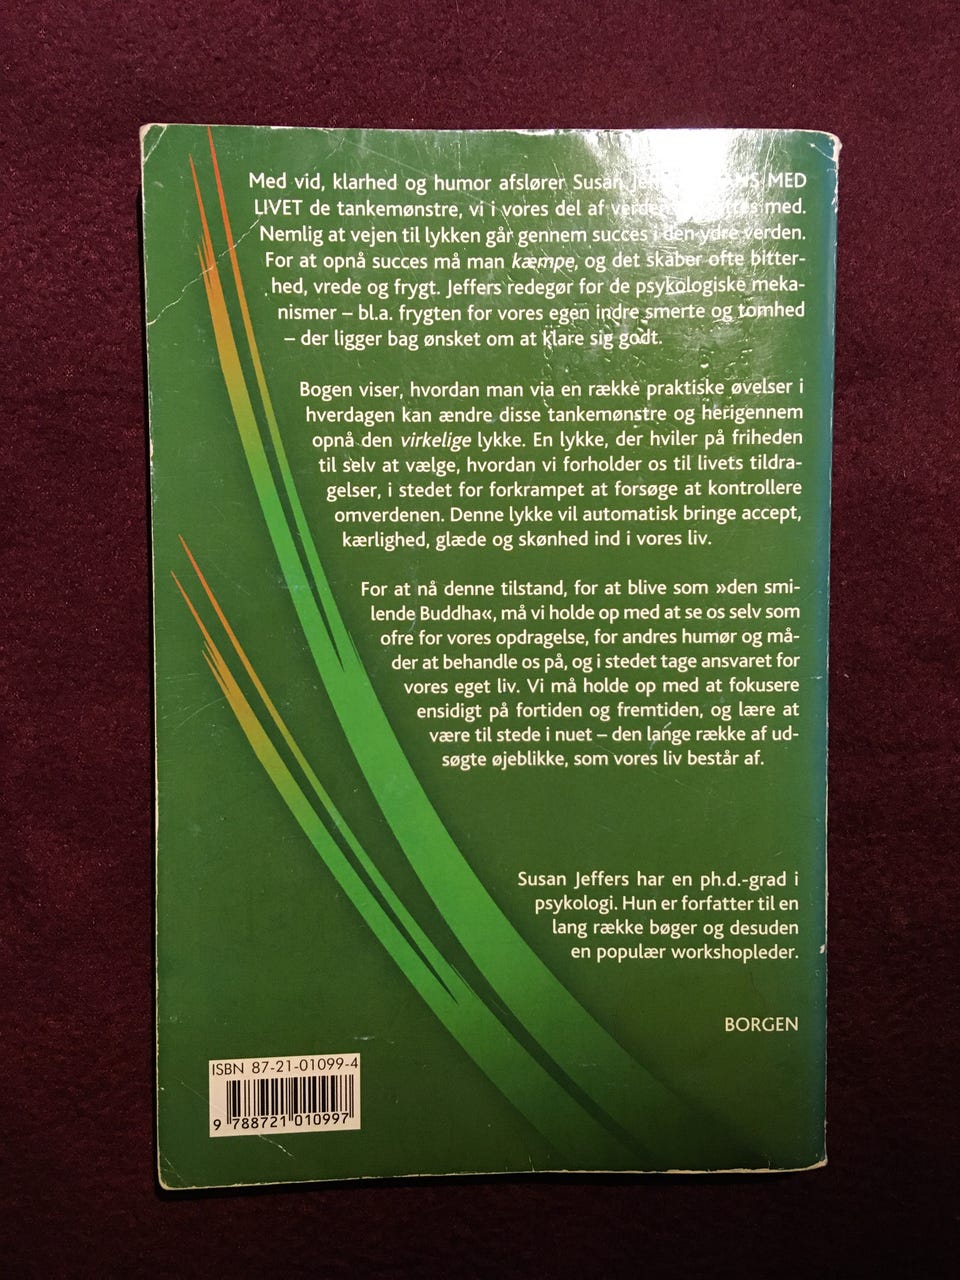 Med vid, klarhed og humor afslører Susan MED
LIVET de tankemønstre, vi i vores del af verden med.
Nemlig at vejen til lykken går gennem succes i den ydre verden.
For at opnå succes må man kæmpe, og det skaber ofte bitter-
hed, vrede og frygt. Jeffers redegør for de psykologiske meka-
nismer – bl.a. frygten for vores egen indre smerte og tomhed
– der ligger bag ønsket om at klare sig godt.
Bogen viser, hvordan man via en række praktiske øvelser i
hverdagen kan ændre disse tankemønstre og herigennem
opnå den virkelige lykke. En lykke, der hviler på friheden
til selv at vælge, hvordan vi forholder os til livets tildra-
gelser, i stedet for forkrampet at forsøge at kontrollere
omverdenen. Denne lykke vil automatisk bringe accept,
kærlighed, glæde og skønhed ind i vores liv.
For at nå denne tilstand, for at blive som »den smi-
lende Buddha«, må vi holde op med at se os selv som
ofre for vores opdragelse, for andres humør og må-
der at behandle os på, og i stedet tage ansvaret for
vores eget liv. Vi må holde op med at fokusere
ensidigt på fortiden og fremtiden, og lære at
være til stede i nuet – den lange række af ud-
søgte øjeblikke, som vores liv består af.
Susan Jeffers har en ph.d.-grad i
psykologi. Hun er forfatter til en
lang række bøger og desuden
en populær workshopleder.
BORGEN
ISBN 87-21-01099-4
9 788721 010997